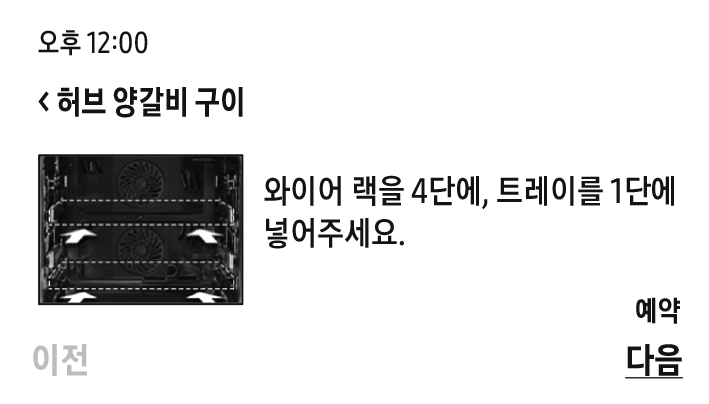 오후 12:00
< 허브 양갈비 구이
와이어 랙을 4단에, 트레이를 1단에
넣어주세요.
예약
이전
다음